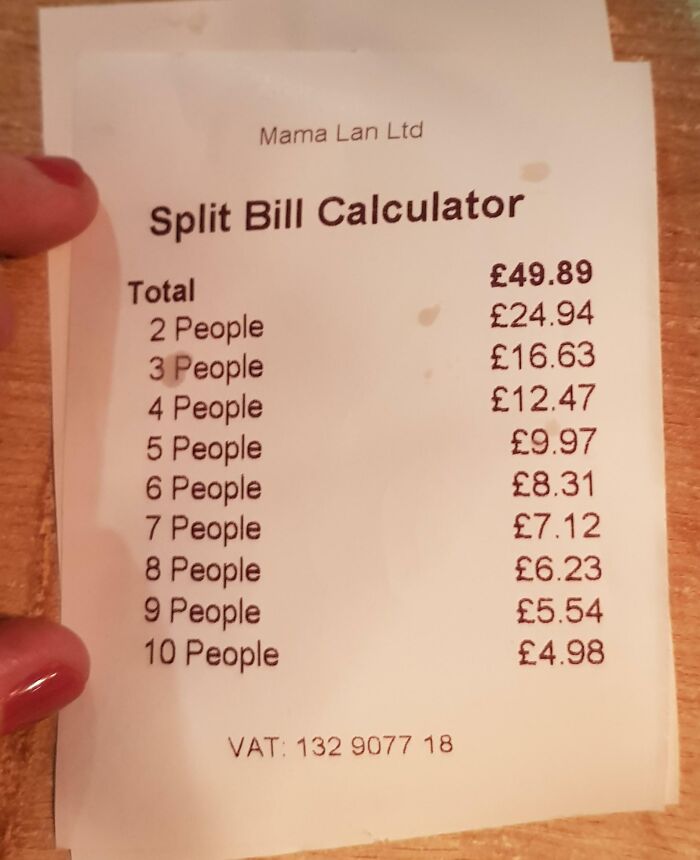 Mama Lan Ltd
Split Bill Calculator
Total £49.89
2 People £24.94
3 People £16.63
4 People £12.47
5 People £9.97
6 People £8.31
7 People £7.12
8 People £6.23
9 People £5.54
10 People £4.98
VAT: 132 9077 18